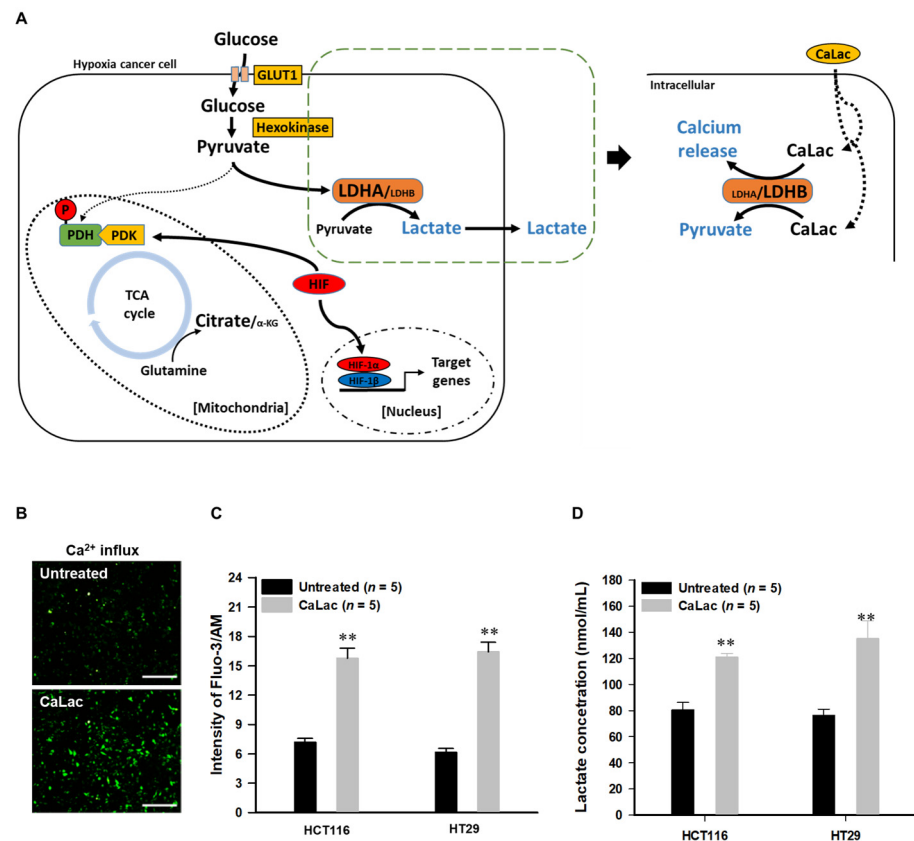 A
Hypoxia cancer cell
Glucose
GLUT1
Glucose
Hexokinase
Pyruvate
LDHA/LDHB
Pyruvate
Lactate
Lactate
P
PDH
PDK
HIF
TCA
cycle
Citrate/α-KG
Glutamine
[Mitochondria]
HIF-1α
HIF-1β
Target
genes
[Nucleus]
CaLac
Intracellular
Calcium
release
CaLac
LDHA/LDHB
Pyruvate
CaLac
B
Ca²⁺ influx
Untreated
CaLac
C
Intensity of Fluo-3/AM
24
21
18
15
12
9
6
3
0
Untreated (n = 5)
CaLac (n = 5)
**
**
HCT116
HT29
D
Lactate concetration (nmol/mL)
180
160
140
120
100
80
60
40
20
0
Untreated (n = 5)
CaLac (n = 5)
**
**
HCT116
HT29